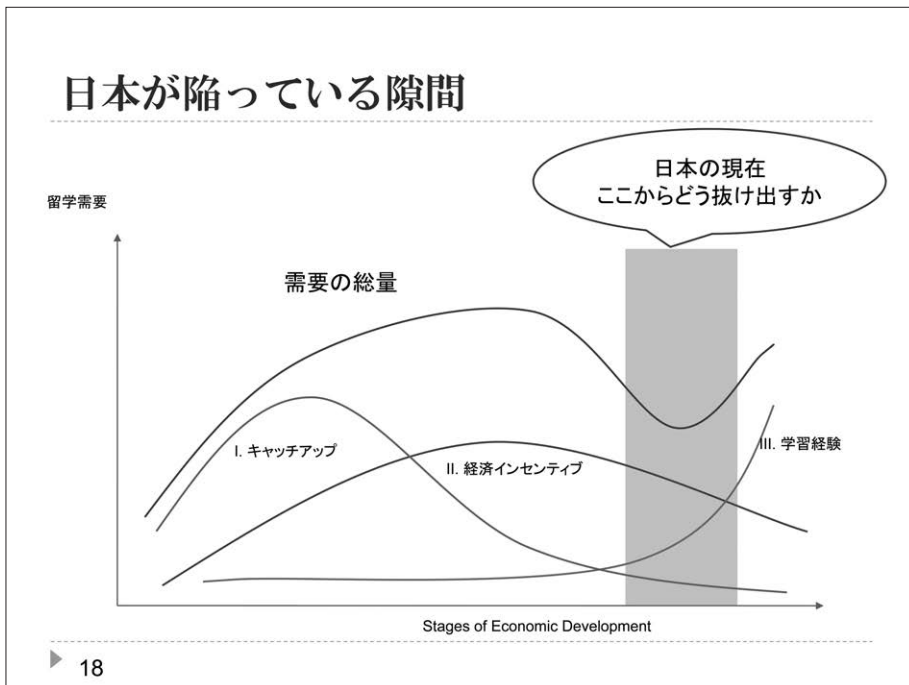 日本が陥っている隙間
日本の現在
ここからどう抜け出すか
留学需要
需要の総量
I. キャッチアップ
II. 経済インセンティブ
III. 学習経験
Stages of Economic Development
18